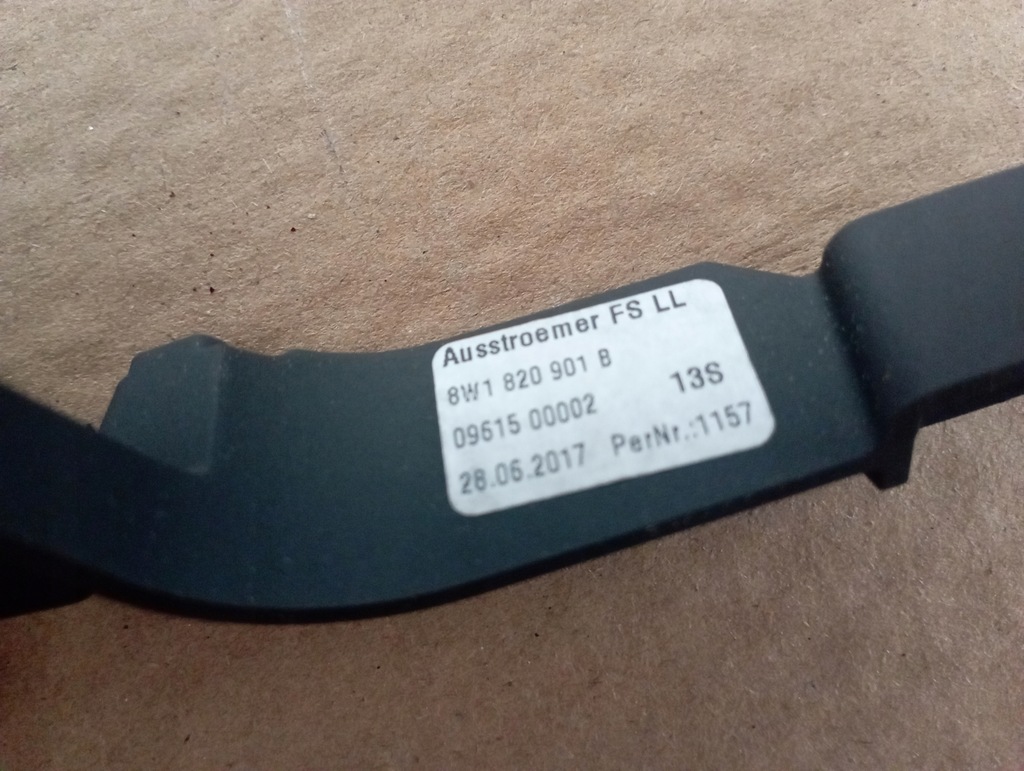 Ausstroemer FS LL
8W1 820 901 B
13S
09615 00002
28.06.2017 PerNr.:1157